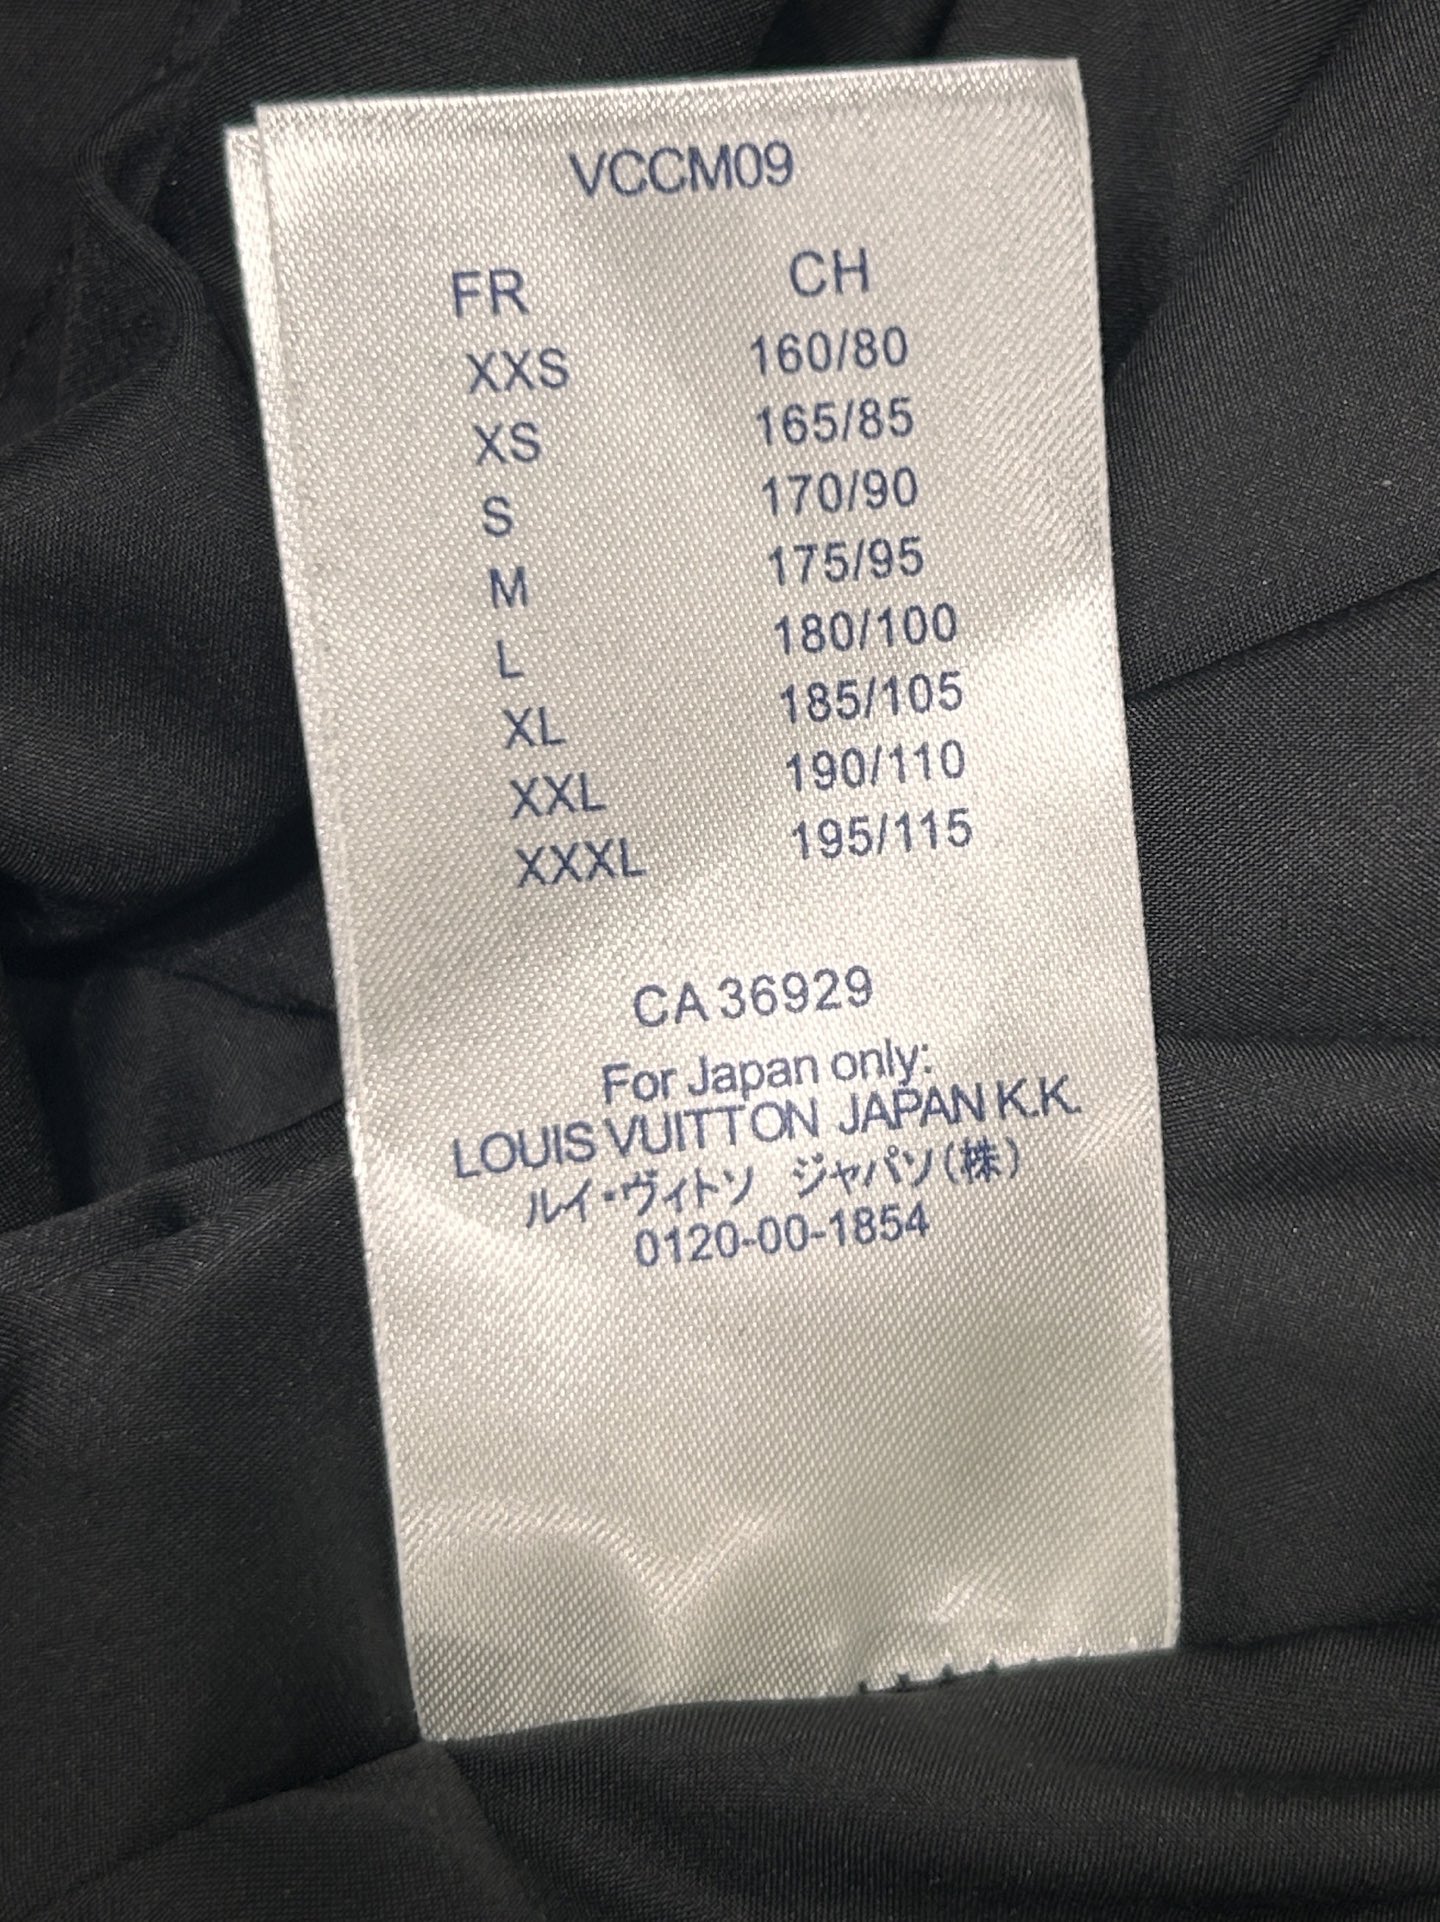 VCCM09
FR CH
XXS 160/80
XS 165/85
S 170/90
M 175/95
L 180/100
XL 185/105
XXL 190/110
XXXL 195/115
CA 36929
For Japan only:
LOUIS VUITTON JAPAN K.K.
ルイ・ヴィトン ジャパン(株)
0120-00-1854